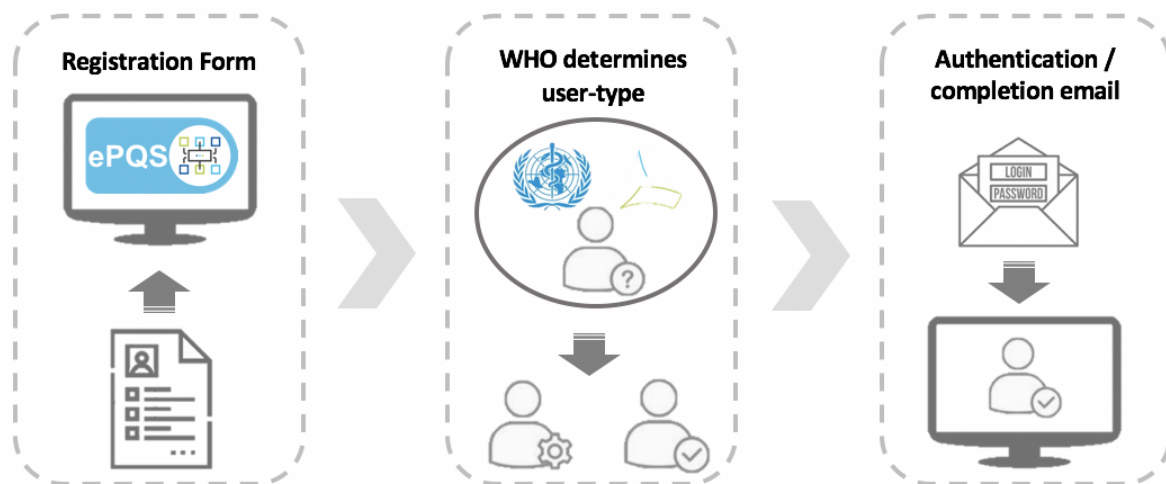 Registration Form
ePQS
WHO determines
user-type
?
Authentication /
completion email
LOGIN
PASSWORD